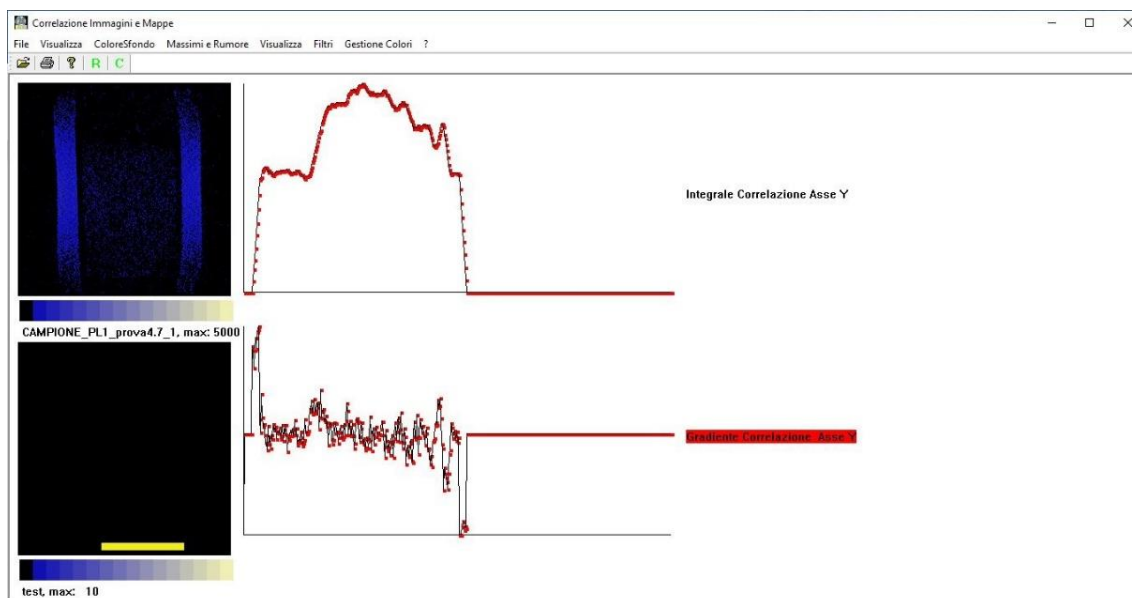 Correlazione Immagini e Mappe
File Visualizza ColoreSfondo Massimi e Rumore Visualizza Filtri Gestione Colori ?
? R C
Integrale Correlazione Asse Y
CAMPIONE_PL1_prova4.7_1, max: 5000
Gradiente Correlazione Asse Y
test, max: 10